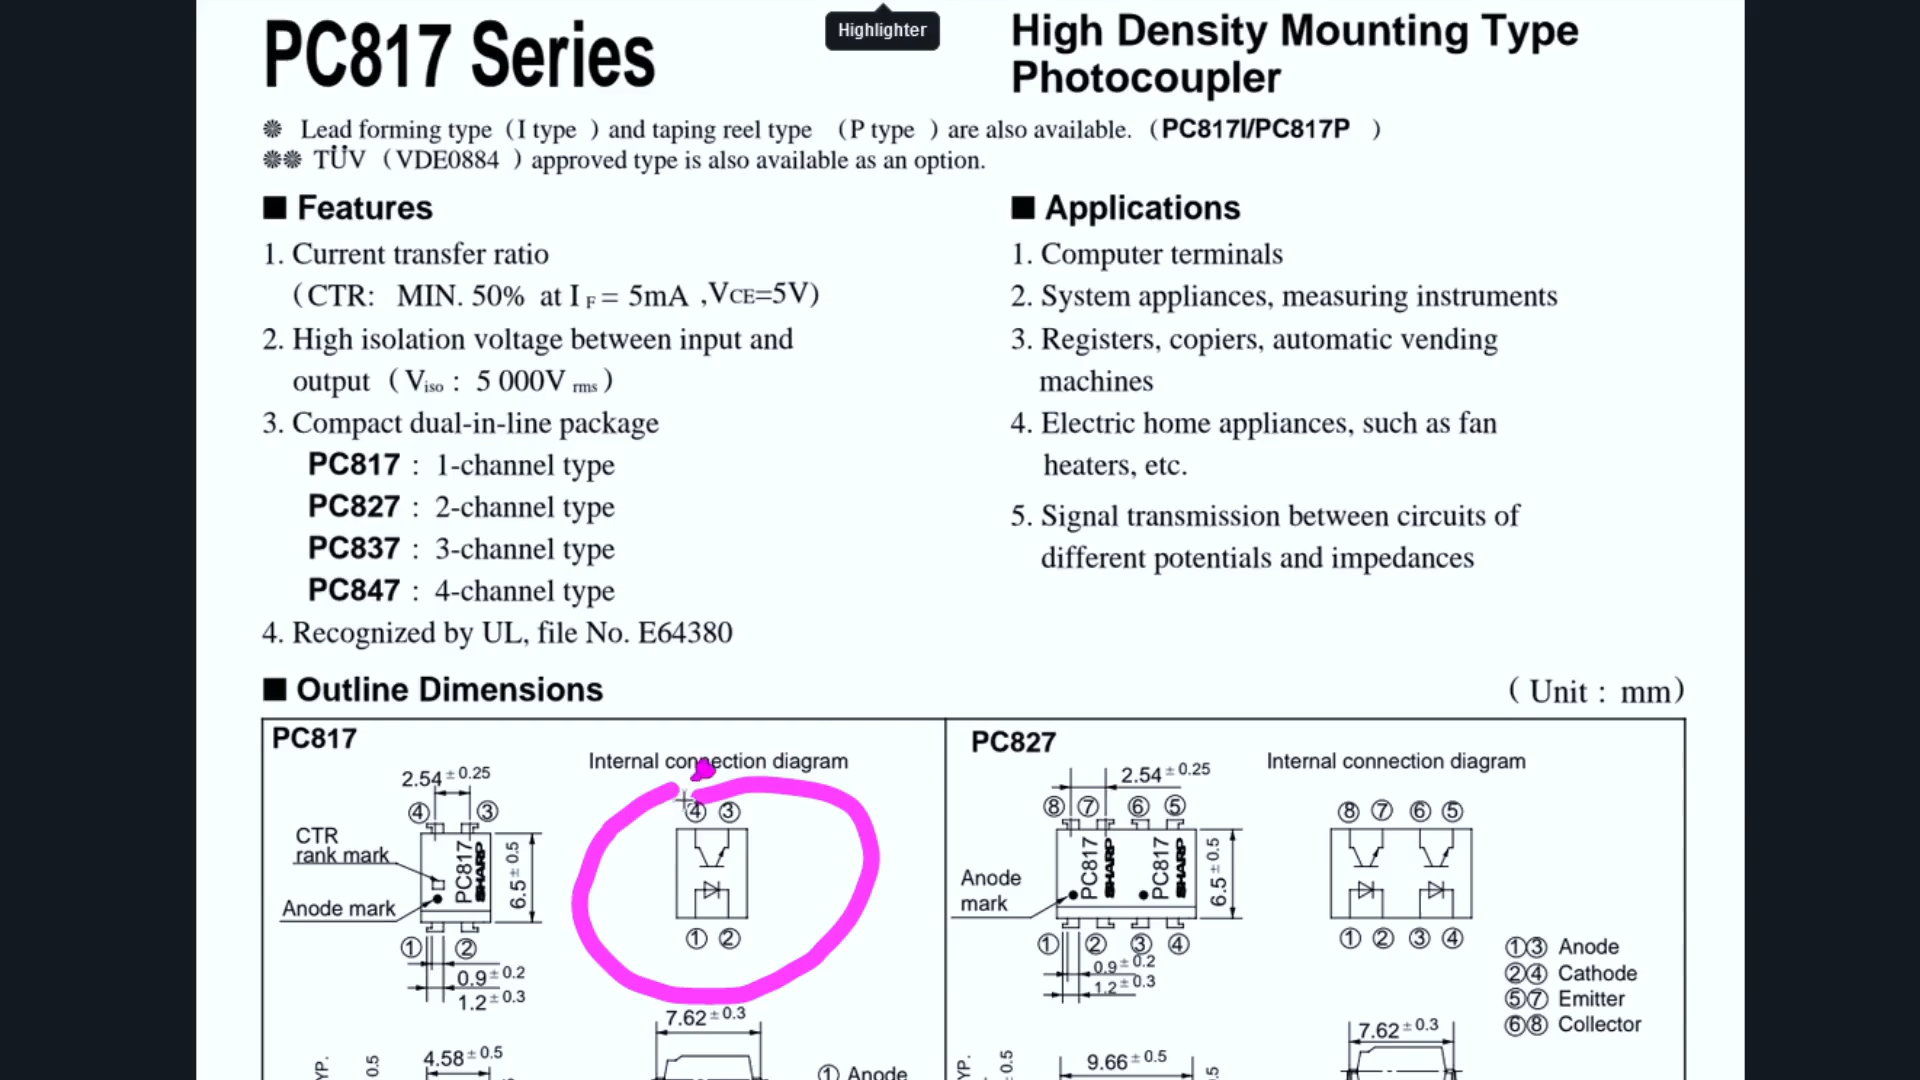 Highlighter
PC817 Series
High Density Mounting Type
Photocoupler
❋ Lead forming type (I type ) and taping reel type (P type ) are also available. (PC817I/PC817P )
❋❋ TÜV (VDE0884 ) approved type is also available as an option.
■ Features
1. Current transfer ratio
(CTR: MIN. 50% at IF = 5mA ,VCE=5V)
2. High isolation voltage between input and
output (Viso : 5 000V rms )
3. Compact dual-in-line package
PC817 : 1-channel type
PC827 : 2-channel type
PC837 : 3-channel type
PC847 : 4-channel type
4. Recognized by UL, file No. E64380
■ Applications
1. Computer terminals
2. System appliances, measuring instruments
3. Registers, copiers, automatic vending
machines
4. Electric home appliances, such as fan
heaters, etc.
5. Signal transmission between circuits of
different potentials and impedances
■ Outline Dimensions
(Unit : mm)
PC817
Internal connection diagram
2.54 ± 0.25
④ ③
CTR
rank mark
PC817
SHARP
6.5 ± 0.5
Anode mark
① ②
0.9 ± 0.2
1.2 ± 0.3
④ ③
① ②
7.62 ± 0.3
4.58 ± 0.5
YP.
0.5
① Anode
PC827
Internal connection diagram
2.54 ± 0.25
⑧ ⑦ ⑥ ⑤
PC817
SHARP
PC817
SHARP
6.5 ± 0.5
Anode
mark
① ② ③ ④
0.9 ± 0.2
1.2 ± 0.3
⑧ ⑦ ⑥ ⑤
① ② ③ ④
①③ Anode
②④ Cathode
⑤⑦ Emitter
⑥⑧ Collector
7.62 ± 0.3
9.66 ± 0.5
YP.
0.5